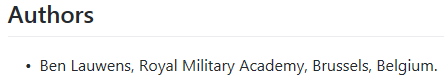 Authors
• Ben Lauwens, Royal Military Academy, Brussels, Belgium.